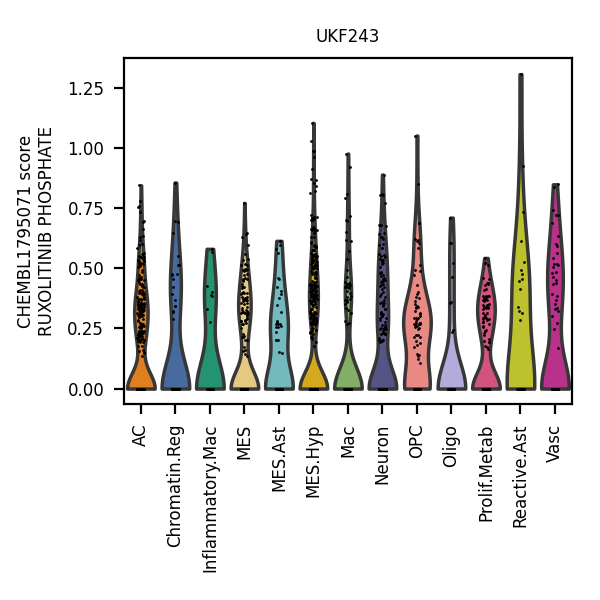 UKF243
CHEMBL1795071 score
RUXOLITINIB PHOSPHATE
1.25
1.00
0.75
0.50
0.25
0.00
AC
Chromatin.Reg
Inflammatory.Mac
MES
MES.Ast
MES.Hyp
Mac
Neuron
OPC
Oligo
Prolif.Metab
Reactive.Ast
Vasc